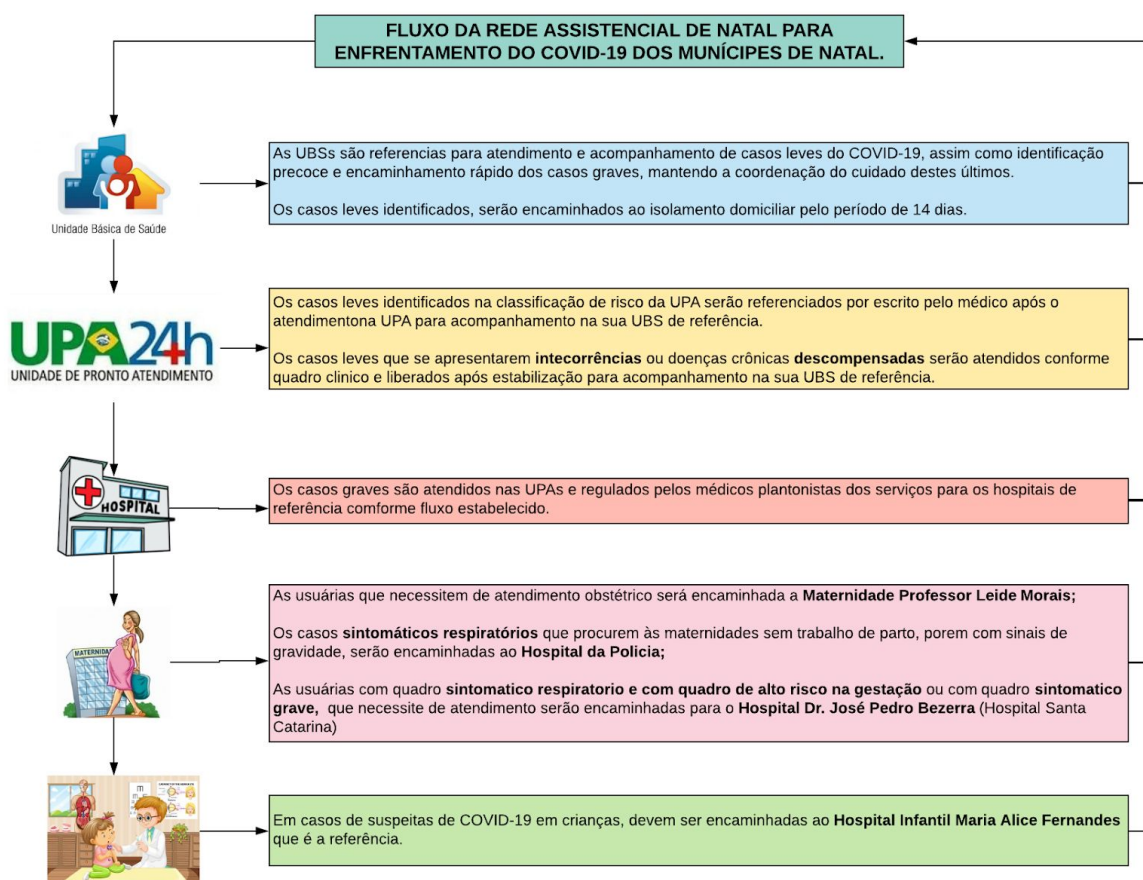 FLUXO DA REDE ASSISTENCIAL DE NATAL PARA
ENFRENTAMENTO DO COVID-19 DOS MUNÍCIPES DE NATAL.
As UBSs são referencias para atendimento e acompanhamento de casos leves do COVID-19, assim como identificação
precoce e encaminhamento rápido dos casos graves, mantendo a coordenação do cuidado destes últimos.
Os casos leves identificados, serão encaminhados ao isolamento domiciliar pelo período de 14 dias.
Unidade Básica de Saúde
Os casos leves identificados na classificação de risco da UPA serão referenciados por escrito pelo médico após o
atendimentona UPA para acompanhamento na sua UBS de referência.
Os casos leves que se apresentarem intecorrências ou doenças crônicas descompensadas serão atendidos conforme
quadro clinico e liberados após estabilização para acompanhamento na sua UBS de referência.
UPA 24h
UNIDADE DE PRONTO ATENDIMENTO
HOSPITAL
Os casos graves são atendidos nas UPAs e regulados pelos médicos plantonistas dos serviços para os hospitais de
referência comforme fluxo estabelecido.
As usuárias que necessitem de atendimento obstétrico será encaminhada a Maternidade Professor Leide Morais;
Os casos sintomáticos respiratórios que procurem às maternidades sem trabalho de parto, porem com sinais de
gravidade, serão encaminhadas ao Hospital da Policia;
As usuárias com quadro sintomatico respiratorio e com quadro de alto risco na gestação ou com quadro sintomatico
grave, que necessite de atendimento serão encaminhadas para o Hospital Dr. José Pedro Bezerra (Hospital Santa
Catarina)
MATERNIDA
Em casos de suspeitas de COVID-19 em crianças, devem ser encaminhadas ao Hospital Infantil Maria Alice Fernandes
que é a referência.